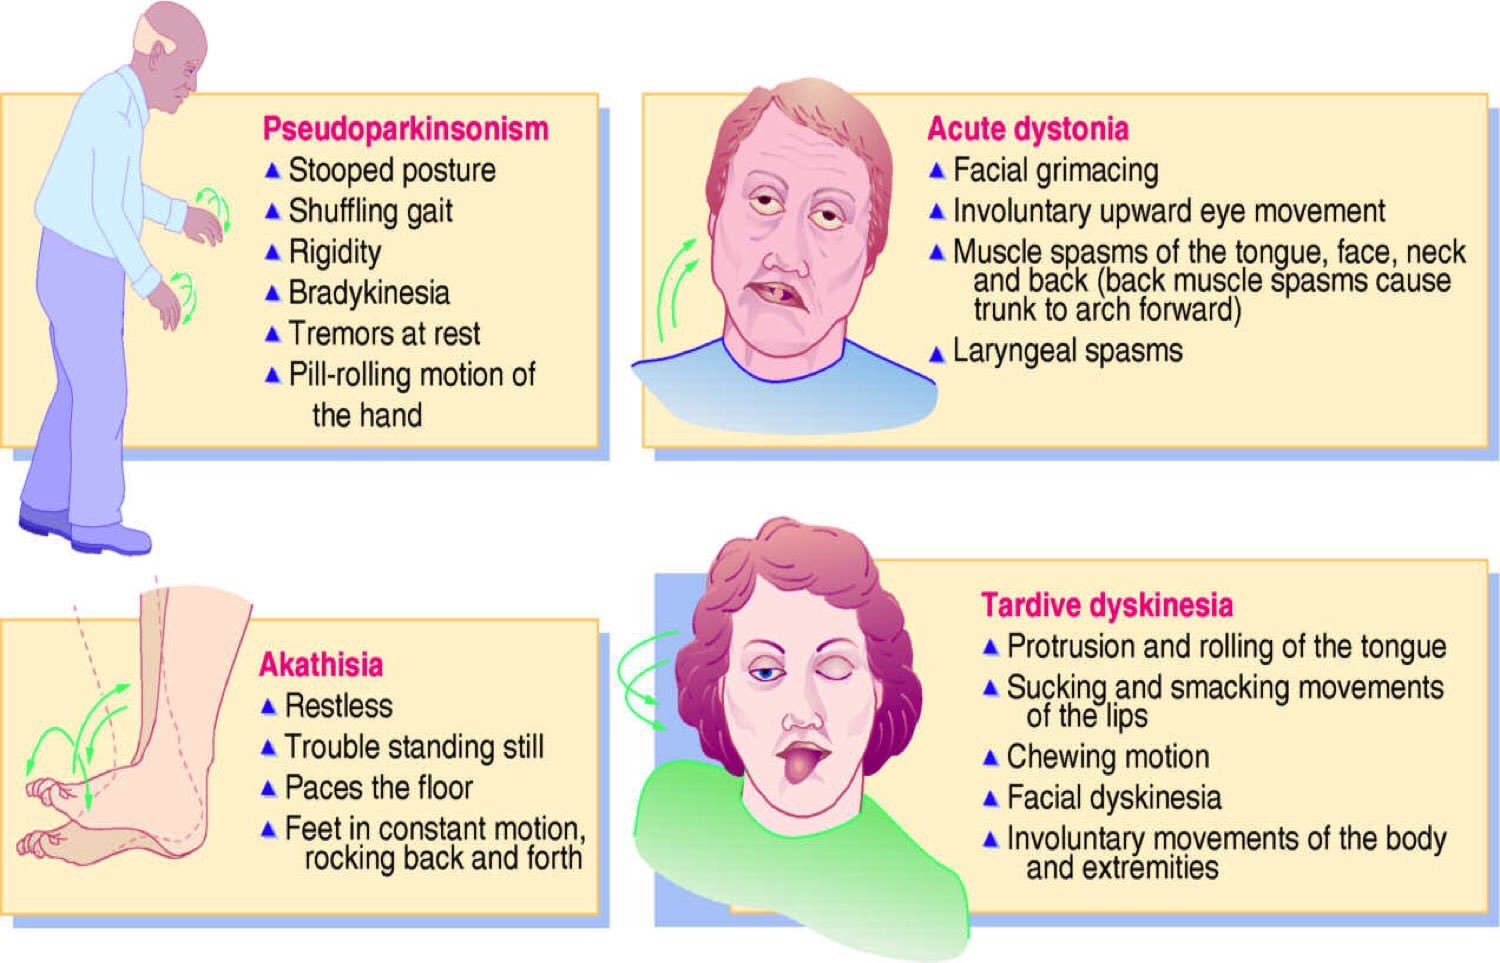 Pseudoparkinsonism
▲ Stooped posture
▲ Shuffling gait
▲ Rigidity
▲ Bradykinesia
▲ Tremors at rest
▲ Pill-rolling motion of
the hand
Acute dystonia
▲ Facial grimacing
▲ Involuntary upward eye movement
▲ Muscle spasms of the tongue, face, neck
and back (back muscle spasms cause
trunk to arch forward)
▲ Laryngeal spasms
Akathisia
▲ Restless
▲ Trouble standing still
▲ Paces the floor
▲ Feet in constant motion,
rocking back and forth
Tardive dyskinesia
▲ Protrusion and rolling of the tongue
▲ Sucking and smacking movements
of the lips
▲ Chewing motion
▲ Facial dyskinesia
▲ Involuntary movements of the body
and extremities